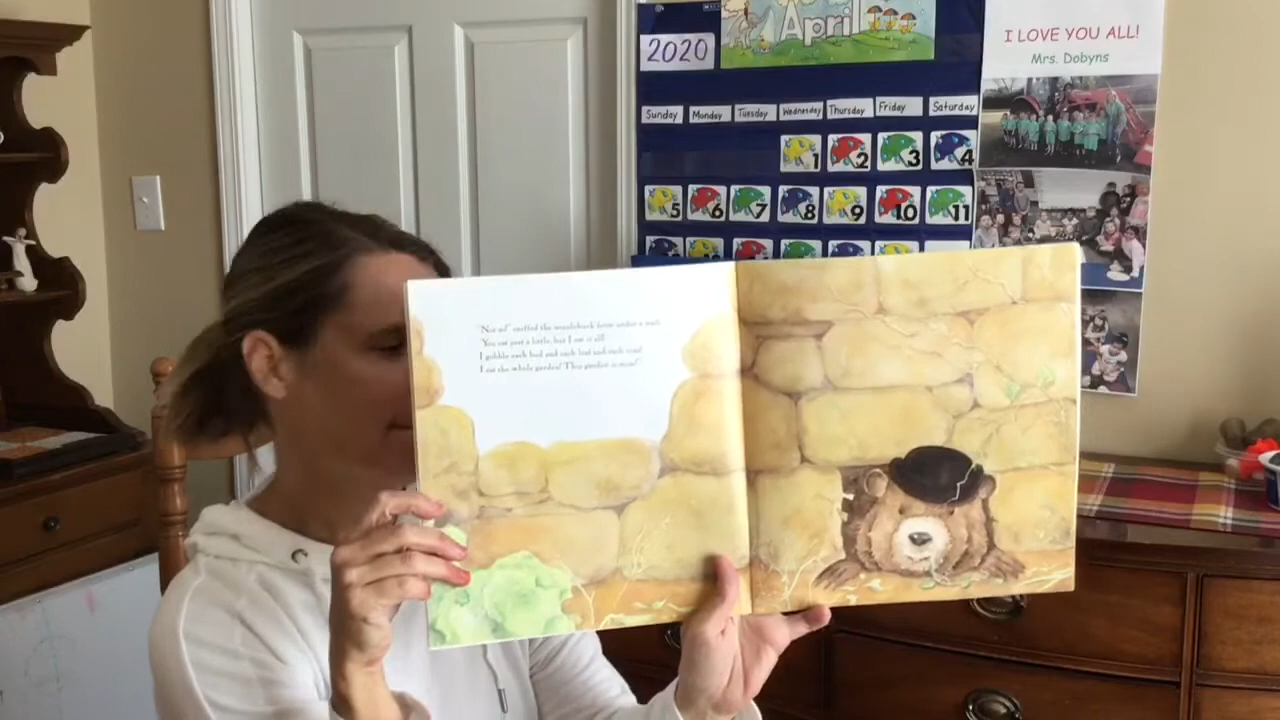 April
2020
Sunday Monday Tuesday Wednesday Thursday Friday Saturday
1 2 3 4
5 6 7 8 9 10 11
I LOVE YOU ALL!
Mrs. Dobyns
"Not so!" sniffed the woodchuck from under a wall.
You eat just a little, but I eat it all!
I gobble each bud and each leaf and each vine!
I eat the whole garden! This garden is mine!"